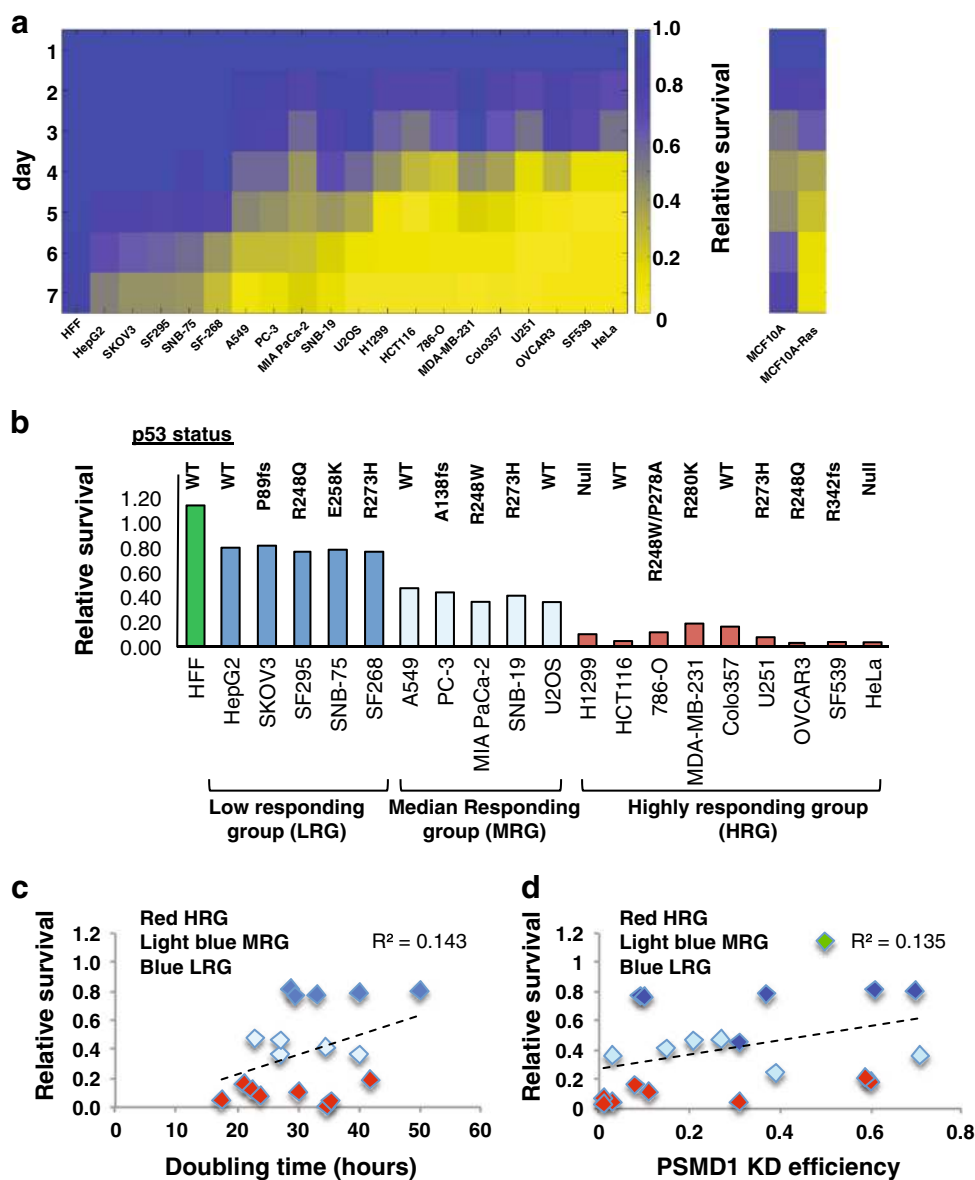 a
1.0
1
2
0.8
3
0.6
day
4
Relative survival
0.4
5
6
0.2
7
0
HFF
HepG2
SKOV3
SF295
SNB-75
SF-268
A549
PC-3
MIA PaCa-2
SNB-19
U2OS
H1299
HCT116
786-O
MDA-MB-231
Colo357
U251
OVCAR3
SF539
HeLa
MCF10A
MCF10A-Ras
b
p53 status
WT
WT
P89fs
R248Q
E258K
R273H
WT
A138fs
R248W
R273H
WT
Null
WT
R248W/P278A
R280K
WT
R273H
R248Q
R342fs
Null
Relative survival
1.20
1.00
0.80
0.60
0.40
0.20
0.00
HFF
HepG2
SKOV3
SF295
SNB-75
SF268
A549
PC-3
MIA PaCa-2
SNB-19
U2OS
H1299
HCT116
786-O
MDA-MB-231
Colo357
U251
OVCAR3
SF539
HeLa
Low responding
group (LRG)
Median Responding
group (MRG)
Highly responding group
(HRG)
c
Relative survival
Red HRG
Light blue MRG
Blue LRG
R² = 0.143
1.2
1.0
0.8
0.6
0.4
0.2
0.0
0
10
20
30
40
50
60
Doubling time (hours)
d
Relative survival
Red HRG
Light blue MRG
Blue LRG
R² = 0.135
1.2
1
0.8
0.6
0.4
0.2
0
0
0.2
0.4
0.6
0.8
PSMD1 KD efficiency